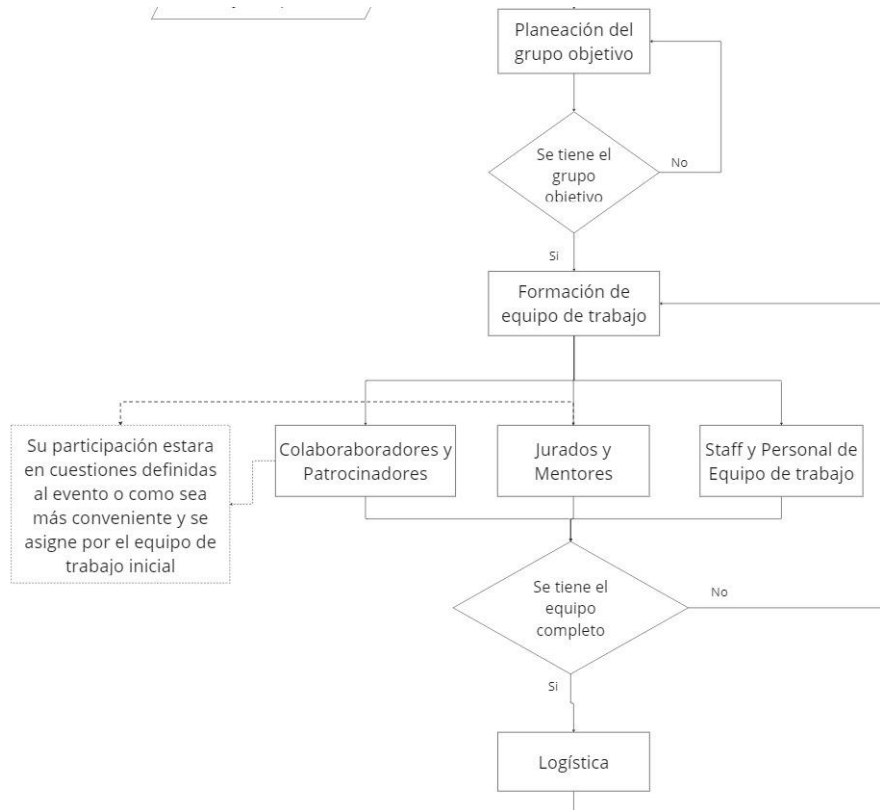 Planeación del
grupo objetivo
Se tiene el
grupo
objetivo
No
Si
Formación de
equipo de trabajo
Su participación estara
en cuestiones definidas
al evento o como sea
más conveniente y se
asigne por el equipo de
trabajo inicial
Colaboraboradores y
Patrocinadores
Jurados y
Mentores
Staff y Personal de
Equipo de trabajo
Se tiene el
equipo
completo
No
Si
Logística